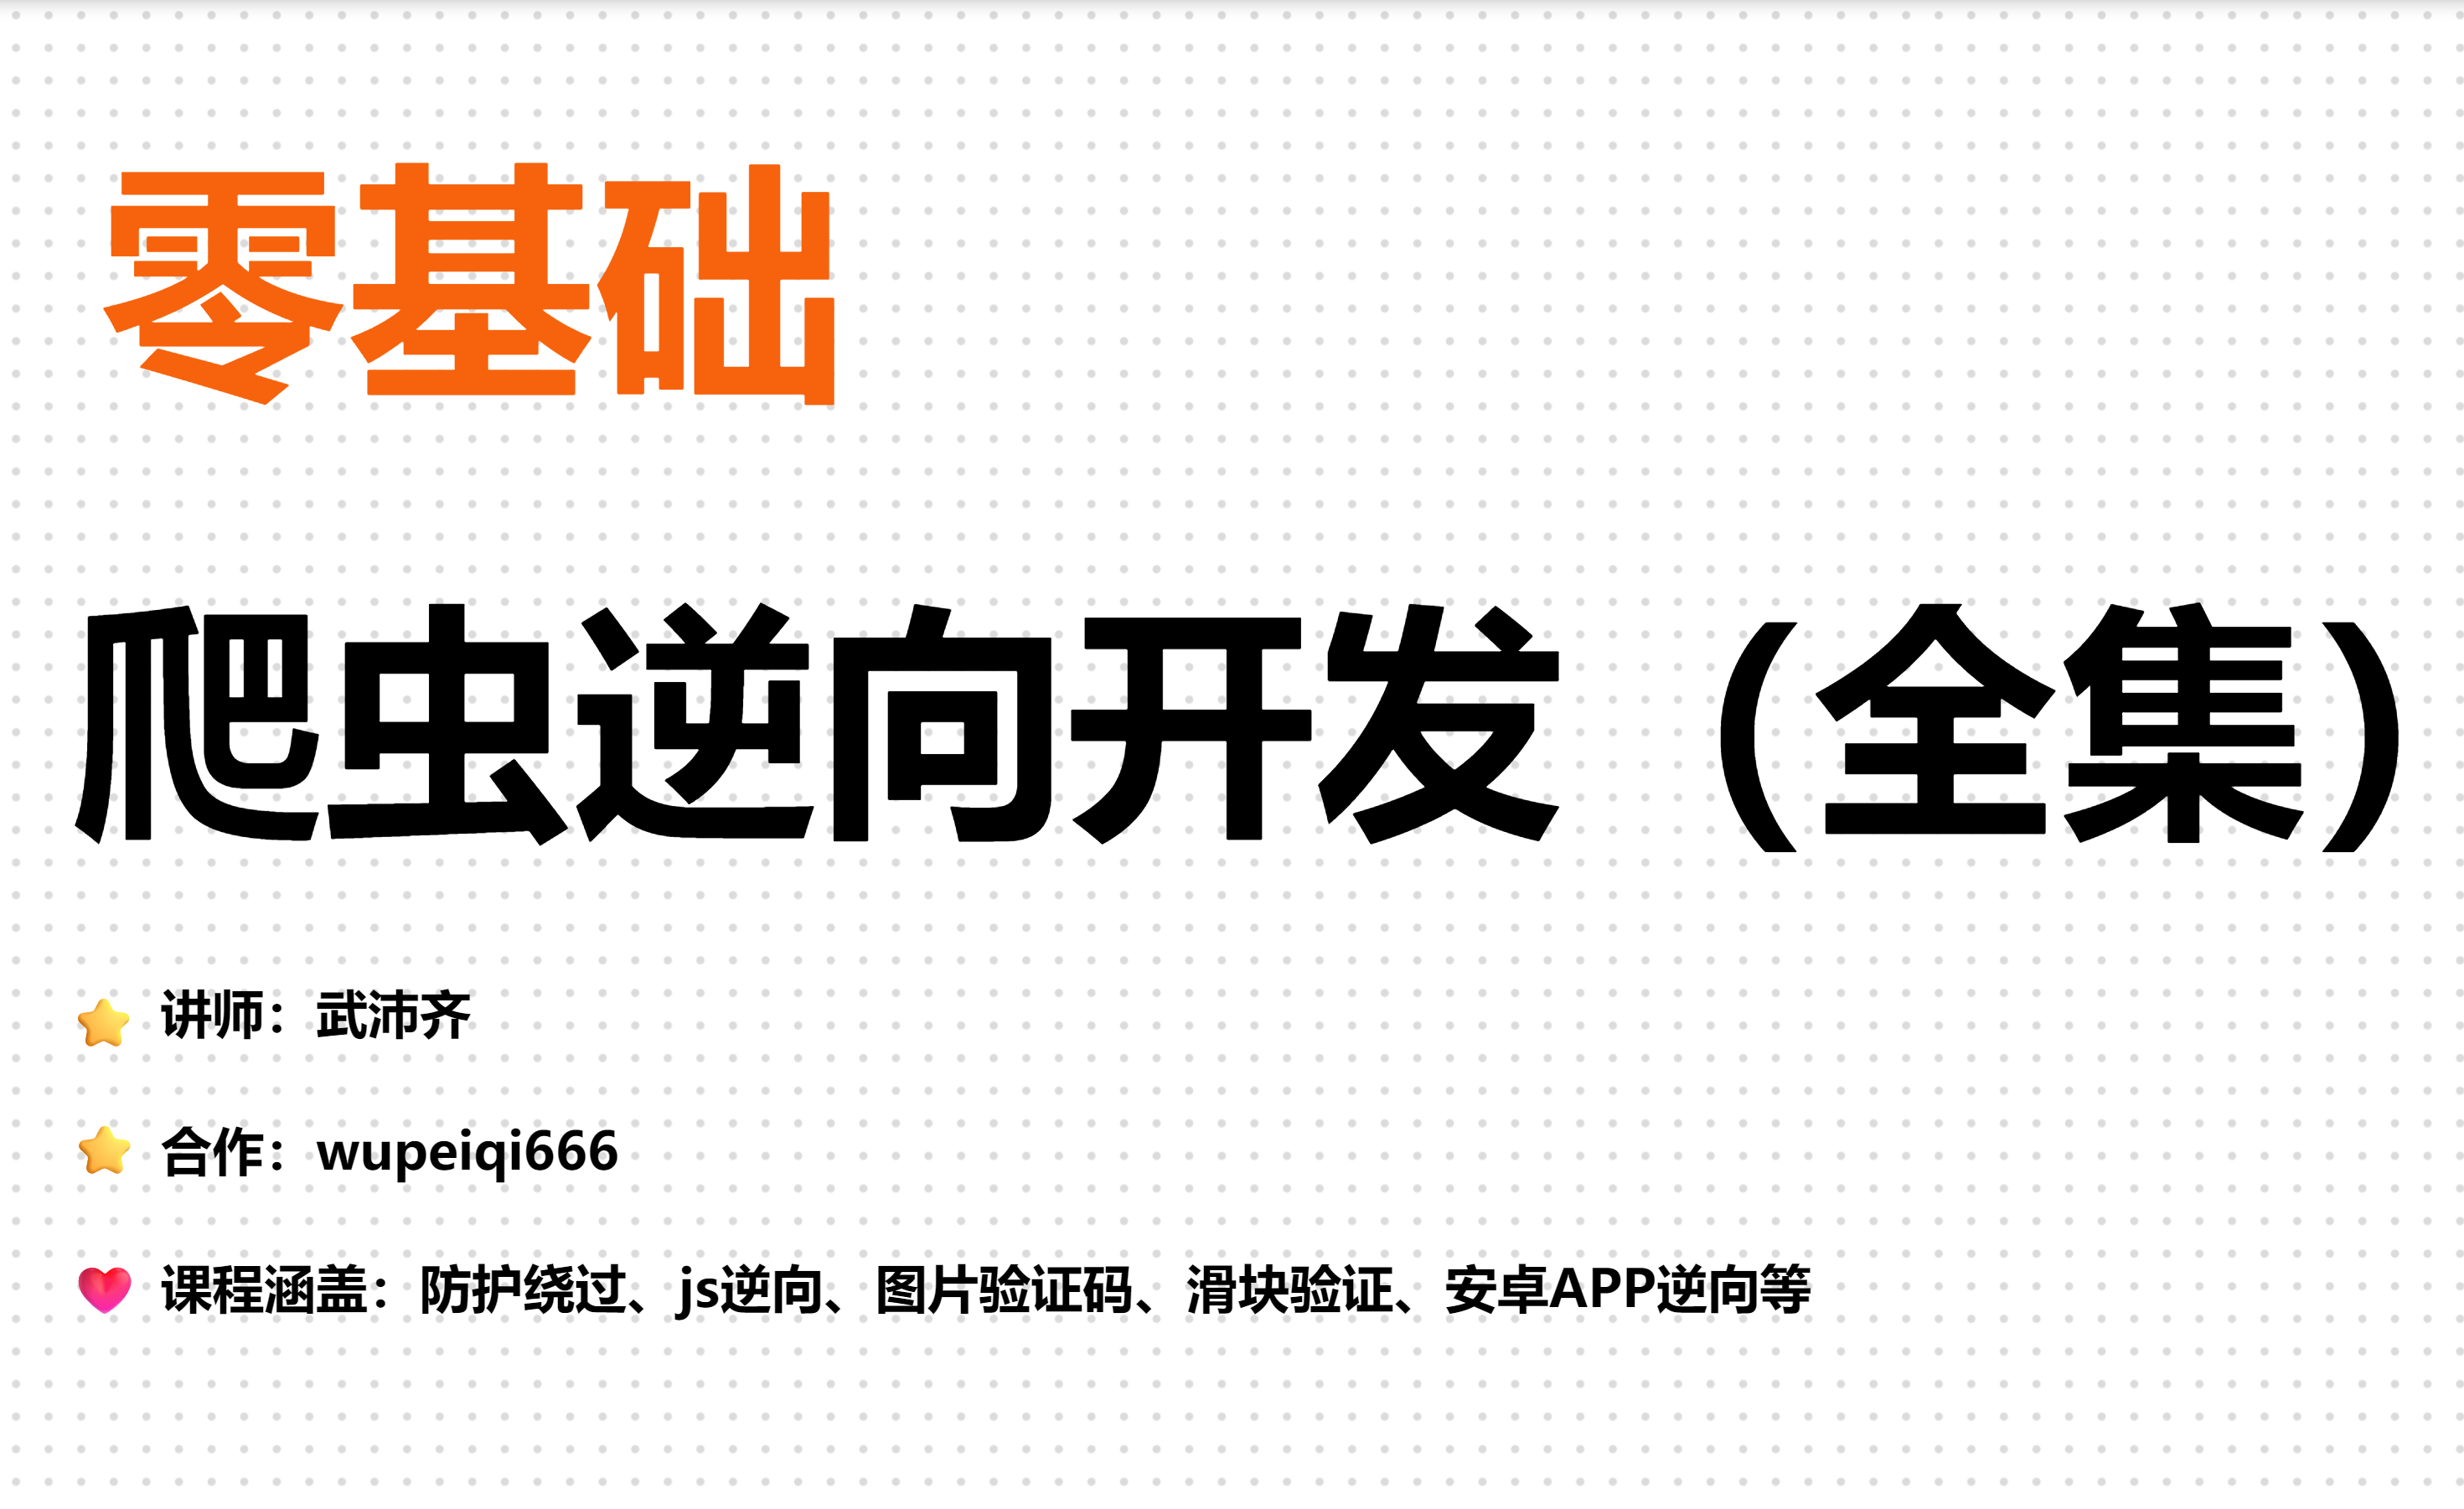 零基础
爬虫逆向开发（全集）
讲师：武沛齐
合作：wupeiqi666
课程涵盖：防护绕过、js逆向、图片验证码、滑块验证、安卓APP逆向等